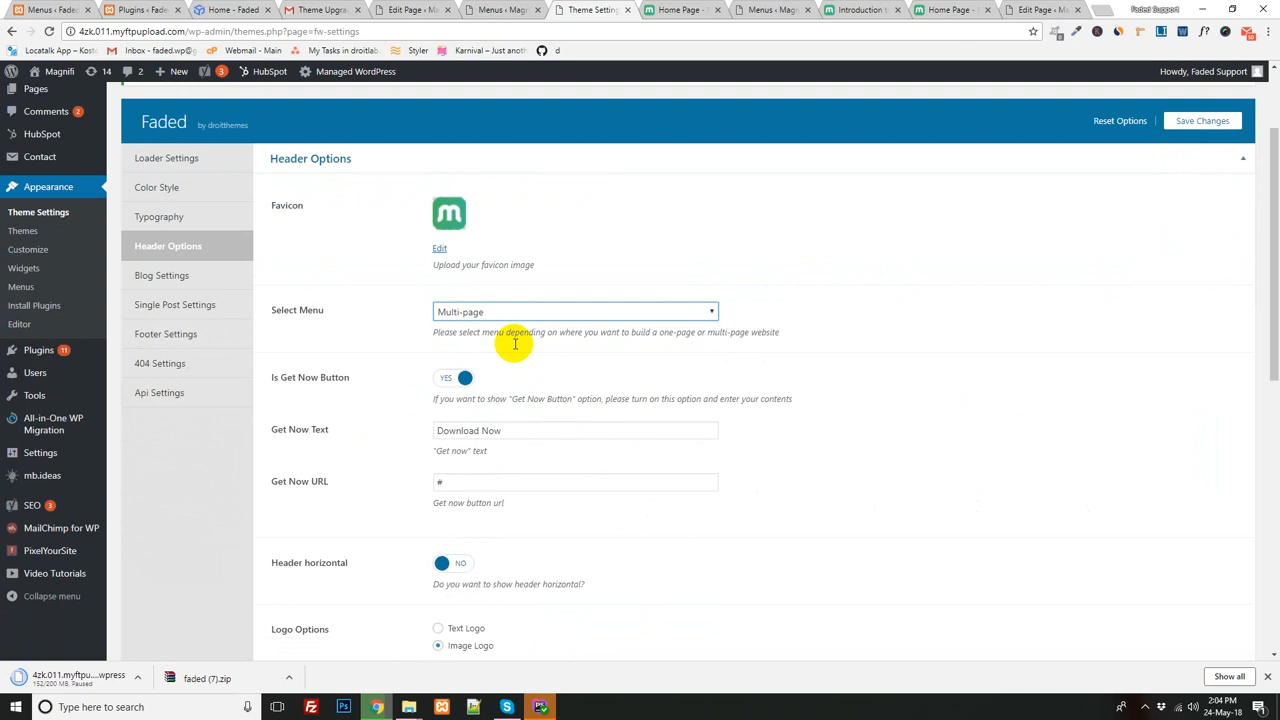 Menus ‹ Faded
Plugins ‹ Faded
Home - Faded
Theme Upgra
Edit Page ‹ Ma
Menus ‹ Magn
Theme Setting
Home Page -
Menus ‹ Mag
Introduction to
Home Page -
Edit Page ‹ Ma
Faded Support
4zk.011.myftpupload.com/wp-admin/themes.php?page=fw-settings
Locatalk App – Koste
Inbox - faded.wp@g
Webmail - Main
My Tasks in droitlab
Styler
Karnival – Just anoth
d
Magnifi
14
2
New
3
HubSpot
Managed WordPress
Howdy, Faded Support
Pages
Comments 2
HubSpot
Contact
Appearance
Theme Settings
Themes
Customize
Widgets
Menus
Install Plugins
Editor
Plugins 11
Users
Tools
All-in-One WP
Migration
Settings
mb.ideas
SEO 3
MailChimp for WP
PixelYourSite
Video Tutorials
Collapse menu
Faded by droitthemes
Reset Options
Save Changes
Loader Settings
Color Style
Typography
Header Options
Blog Settings
Single Post Settings
Footer Settings
404 Settings
Api Settings
Header Options
Favicon
m
Edit
Upload your favicon image
Select Menu
Multi-page
Please select menu depending on where you want to build a one-page or multi-page website
Is Get Now Button
YES
If you want to show "Get Now Button" option, please turn on this option and enter your contents
Get Now Text
Download Now
"Get now" text
Get Now URL
#
Get now button url
Header horizontal
NO
Do you want to show header horizontal?
Logo Options
Text Logo
Image Logo
4zk.011.myftpu....wpress
152/200 MB, Paused
faded (7).zip
Show all
Type here to search
2:04 PM
24-May-18